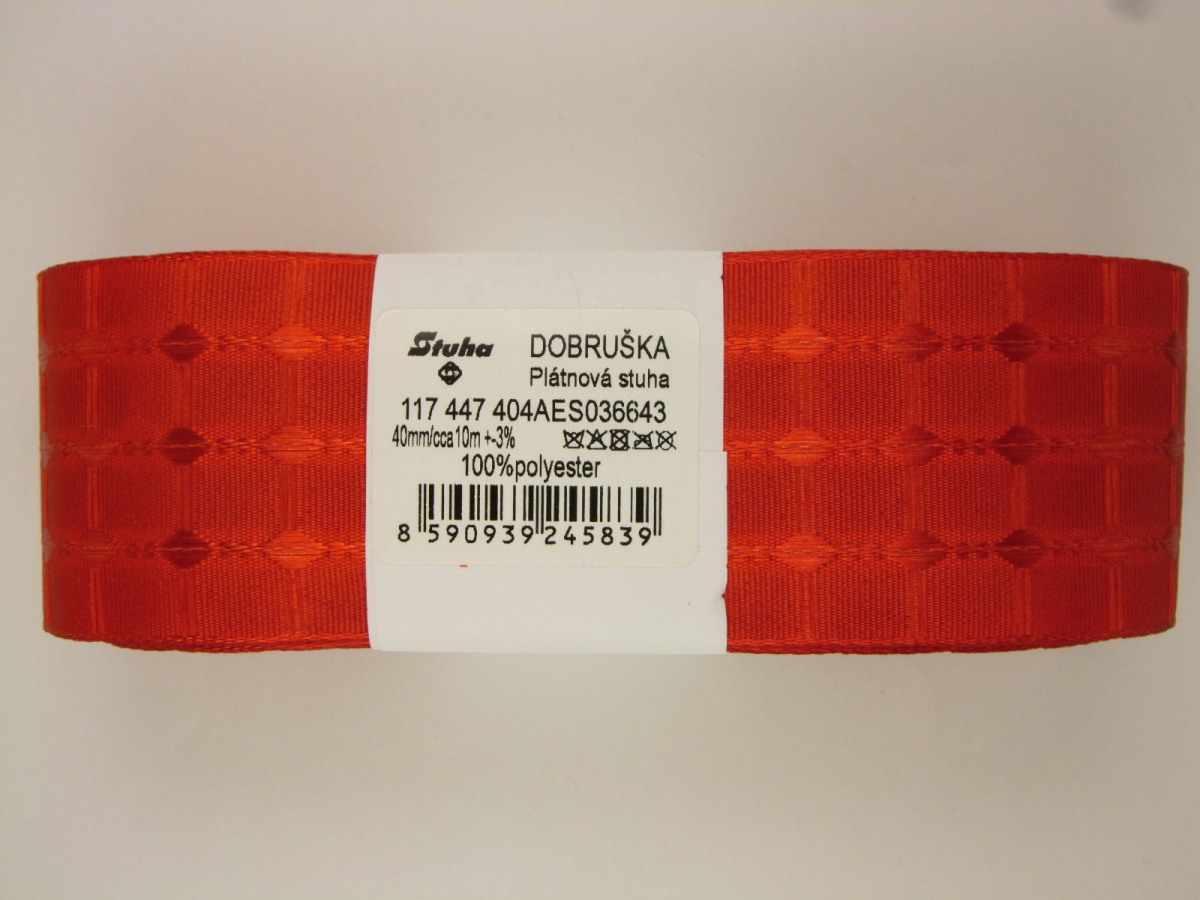 Stuha DOBRUŠKA
Plátnová stuha
117 447 404AES036643
40mm/cca10m +-3%
100%polyester
8 590939 245839